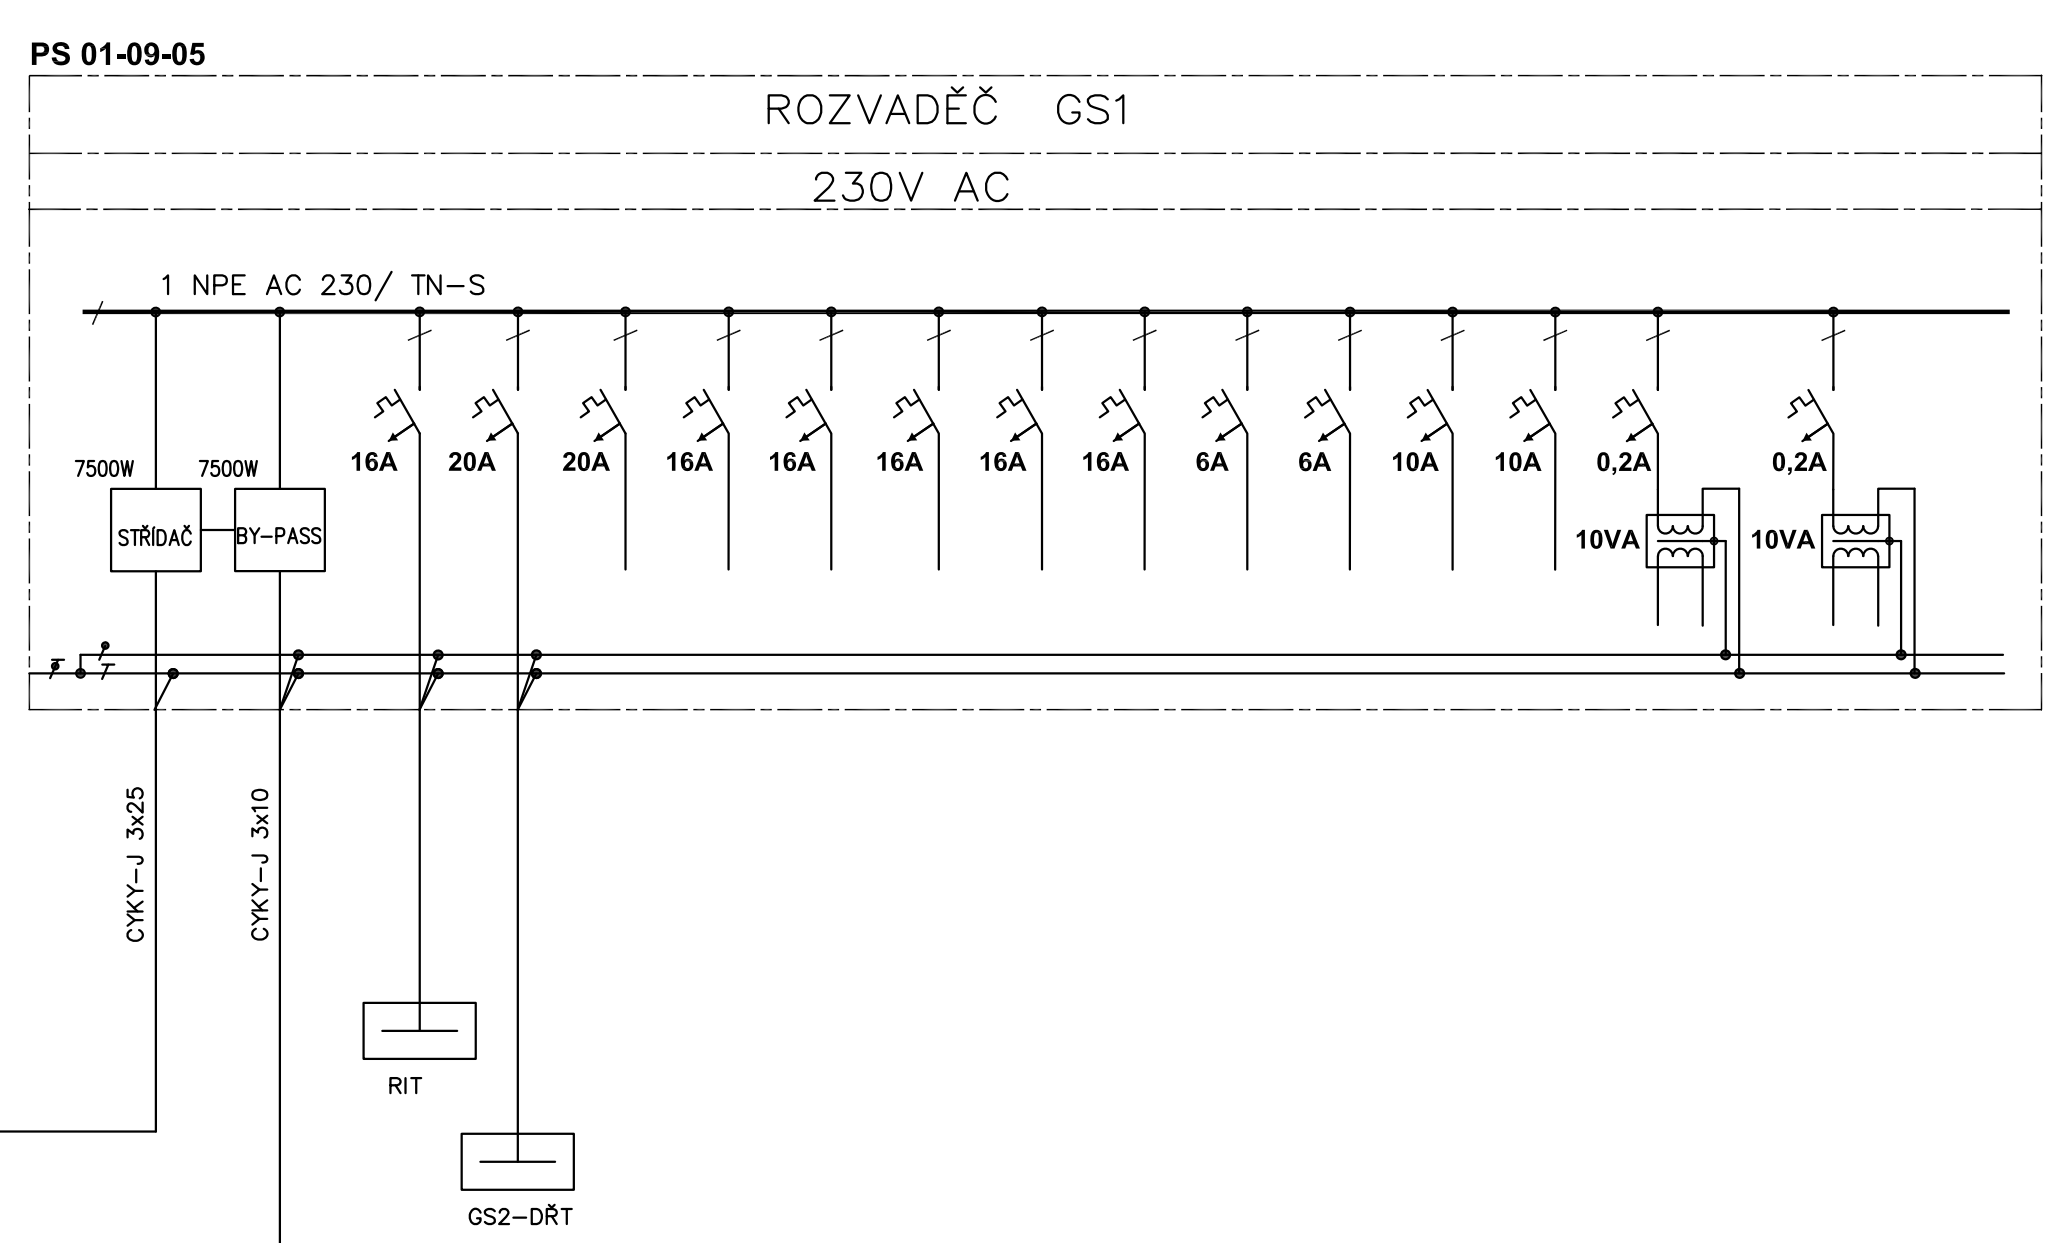 PS 01-09-05
ROZVADĚČ GS1
230V AC
1 NPE AC 230/ TN-S
16A 20A 20A 16A 16A 16A 16A 16A 6A 6A 10A 10A 0,2A 0,2A
7500W 7500W
STŘÍDAČ BY-PASS 10VA 10VA
CYKY-J 3x25
CYKY-J 3x10
RIT
GS2-DŘT